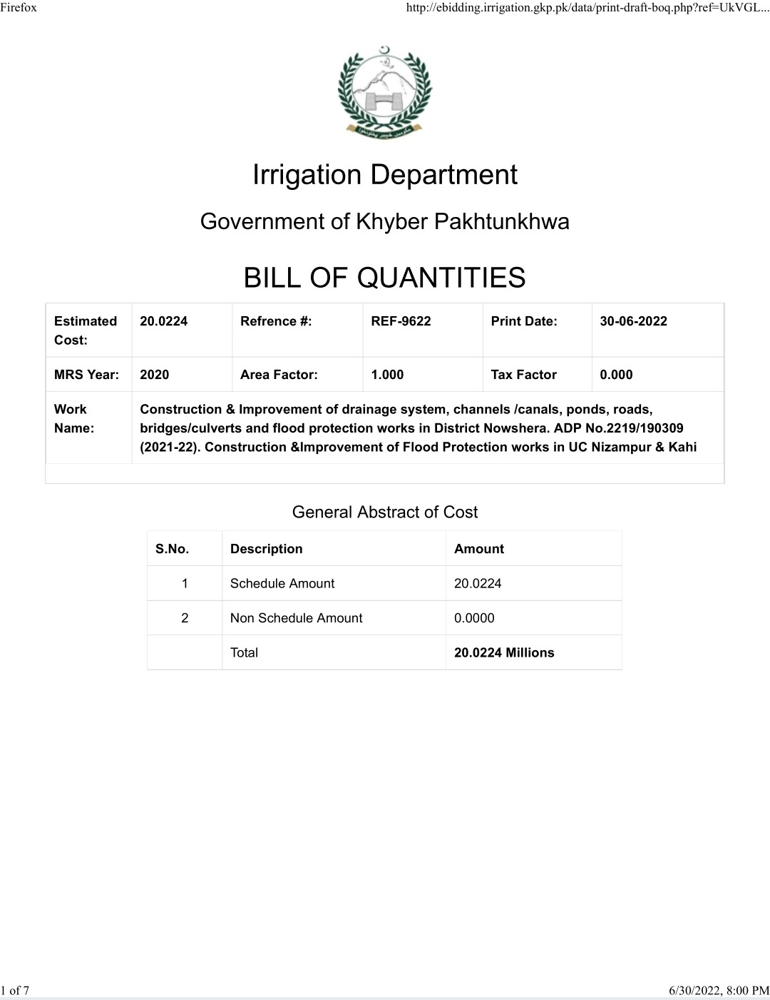 Firefox
http://ebidding.irrigation.gkp.pk/data/print-draft-boq.php?ref=UkVGL...
حکومت خیبر پختونخوا
Irrigation Department
Government of Khyber Pakhtunkhwa
BILL OF QUANTITIES
Estimated Cost: 20.0224 Refrence #: REF-9622 Print Date: 30-06-2022
MRS Year: 2020 Area Factor: 1.000 Tax Factor 0.000
Work Name: Construction & Improvement of drainage system, channels /canals, ponds, roads,
bridges/culverts and flood protection works in District Nowshera. ADP No.2219/190309
(2021-22). Construction &Improvement of Flood Protection works in UC Nizampur & Kahi
General Abstract of Cost
S.No. Description Amount
1 Schedule Amount 20.0224
2 Non Schedule Amount 0.0000
Total 20.0224 Millions
1 of 7
6/30/2022, 8:00 PM